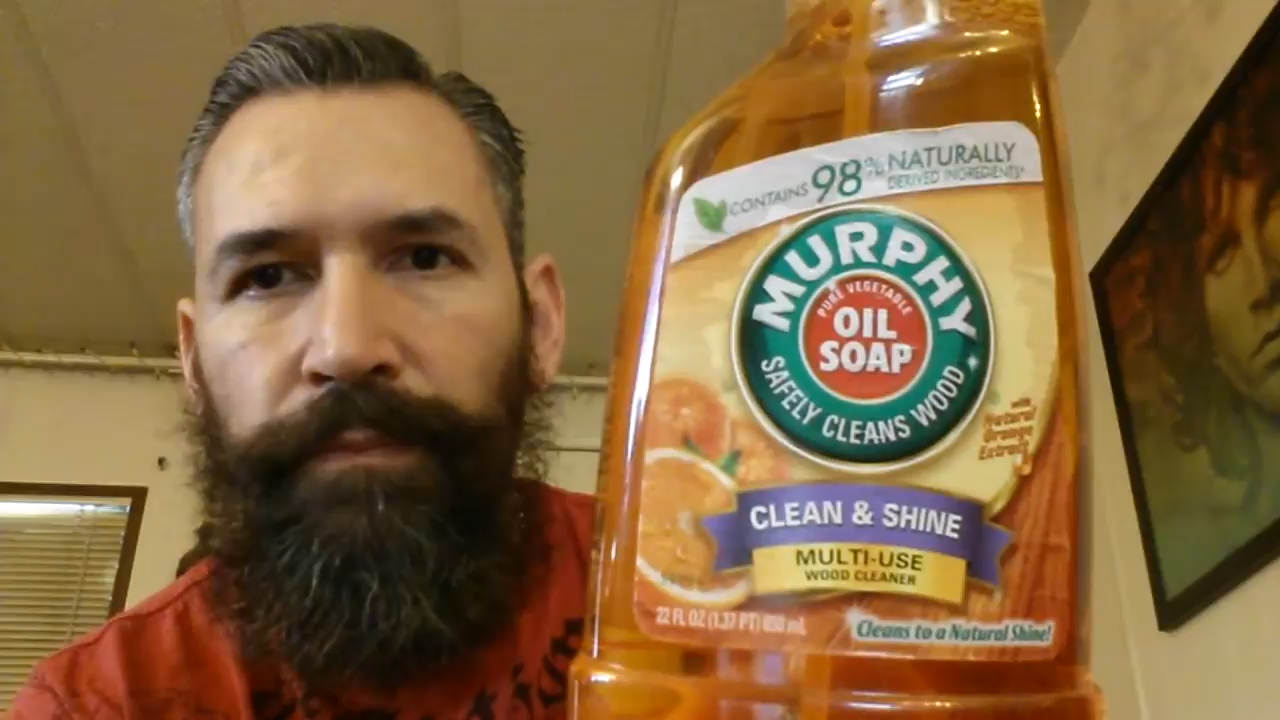 CONTAINS 98% NATURALLY
DERIVED INGREDIENTS*
MURPHY
PURE VEGETABLE
OIL
SOAP
SAFELY CLEANS WOOD
with
Natural
Orange
Extract
CLEAN & SHINE
MULTI-USE
WOOD CLEANER
22 FL OZ (1.37 PT) 650 mL
Cleans to a Natural Shine!